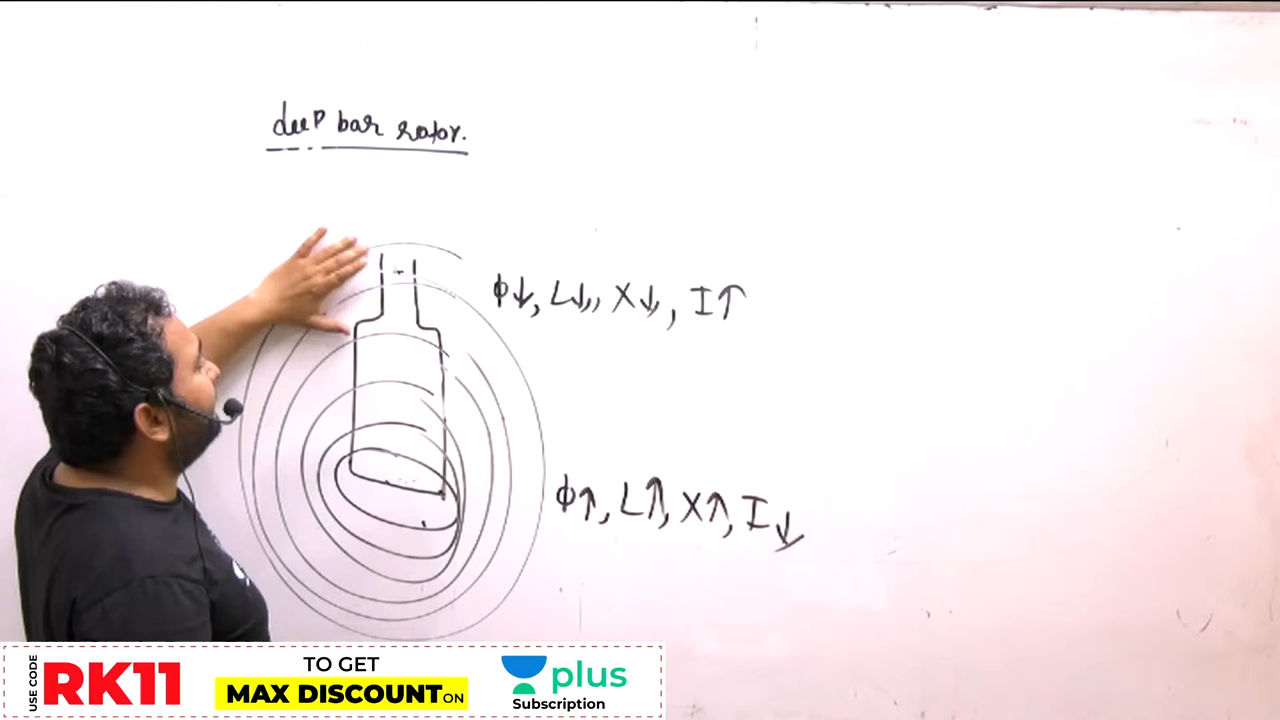 deep bar rotor.
Φ↓, L↓,, X↓, I↑
Φ↑, L↑, X↑, I↓
USE CODE
RK11
TO GET
MAX DISCOUNT ON
plus
Subscription